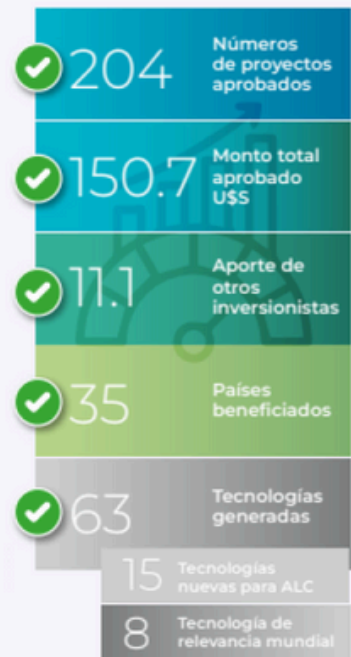 204
Números
de proyectos
aprobados
150.7
Monto total
aprobado
U$S
11.1
Aporte de
otros
inversionistas
35
Países
beneficiados
63
Tecnologías
generadas
15
Tecnologías
nuevas para ALC
8
Tecnología de
relevancia mundial